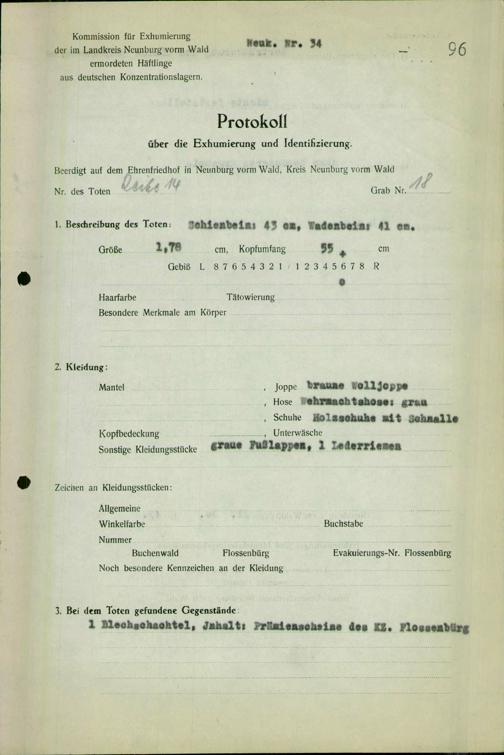 Kommission für Exhumierung
der im Landkreis Neunburg vorm Wald
ermordeten Häftlinge
aus deutschen Konzentrationslagern.
Neuk. Nr. 34
— 96
Protokoll
über die Exhumierung und Identifizierung.
Beerdigt auf dem Ehrenfriedhof in Neunburg vorm Wald, Kreis Neunburg vorm Wald
Nr. des Toten Reihe 14 Grab Nr. 18
1. Beschreibung des Toten: Schienbein: 43 cm, Wadenbein: 41 cm.
Größe 1,78 cm, Kopfumfang 55 cm
+
Gebiß L 8 7 6 5 4 3 2 1 / 1 2 3 4 5 6 7 8 R
o
Haarfarbe Tätowierung
Besondere Merkmale am Körper
2. Kleidung:
Mantel , Joppe braune Wolljoppe
, Hose Wehrmachtshose: grau
, Schuhe Holzschuhe mit Schnalle
Kopfbedeckung , Unterwäsche
Sonstige Kleidungsstücke graue Fußlappen, 1 Lederriemen
Zeichen an Kleidungsstücken:
Allgemeine
Winkelfarbe Buchstabe
Nummer
Buchenwald Flossenbürg Evakuierungs-Nr. Flossenbürg
Noch besondere Kennzeichen an der Kleidung
3. Bei dem Toten gefundene Gegenstände:
1 Blechschachtel, Jnhalt: Prämienscheine des KZ. Flossenbürg